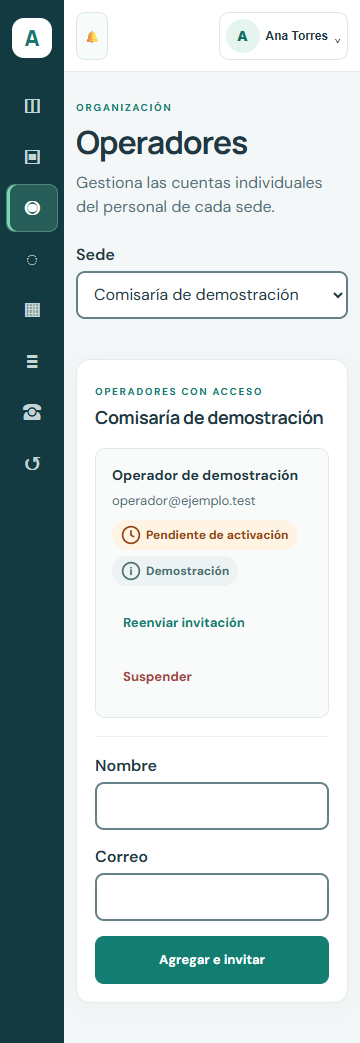 A
A Ana Torres
ORGANIZACIÓN
Operadores
Gestiona las cuentas individuales
del personal de cada sede.
Sede
Comisaría de demostración
OPERADORES CON ACCESO
Comisaría de demostración
Operador de demostración
operador@ejemplo.test
Pendiente de activación
Demostración
Reenviar invitación
Suspender
Nombre
Correo
Agregar e invitar